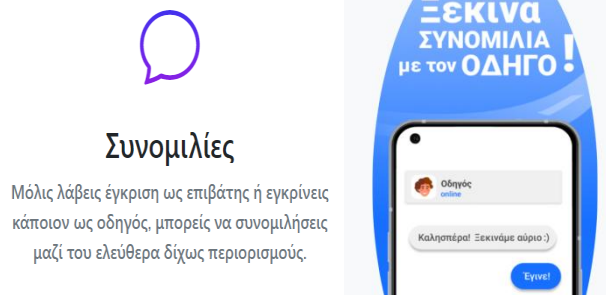 Συνομιλίες
Μόλις λάβεις έγκριση ως επιβάτης ή εγκρίνεις
κάποιον ως οδηγός, μπορείς να συνομιλήσεις
μαζί του ελεύθερα δίχως περιορισμούς.
Ξεκίνα
ΣΥΝΟΜΙΛΙΑ
με τον ΟΔΗΓΟ!
Οδηγός
online
Καλησπέρα! Ξεκινάμε αύριο :)
Έγινε!